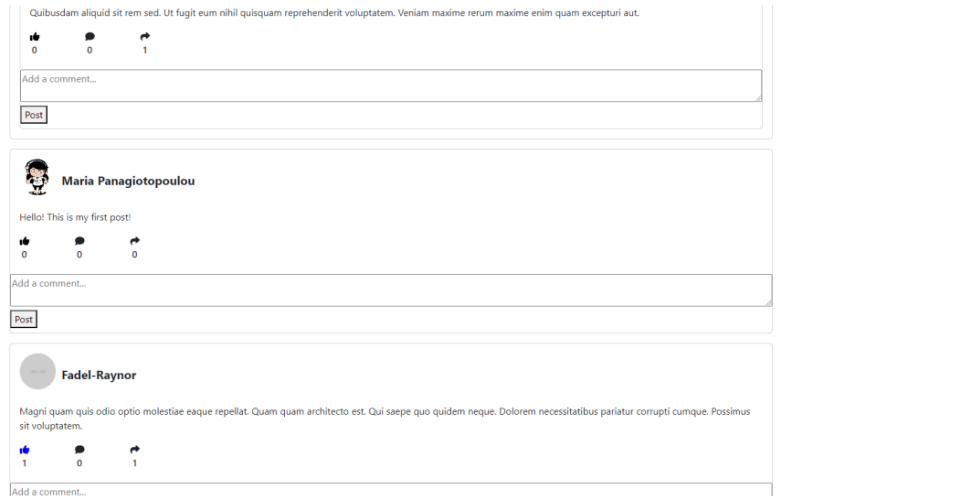 Quibusdam aliquid sit rem sed. Ut fugit eum nihil quisquam reprehenderit voluptatem. Veniam maxime rerum maxime enim quam excepturi aut.
0 0 1
Add a comment...
Post
Maria Panagiotopoulou
Hello! This is my first post!
0 0 0
Add a comment...
Post
Fadel-Raynor
Magni quam quis odio optio molestiae eaque repellat. Quam quam architecto est. Qui saepe quo quidem neque. Dolorem necessitatibus pariatur corrupti cumque. Possimus
sit voluptatem.
1 0 1
Add a comment...